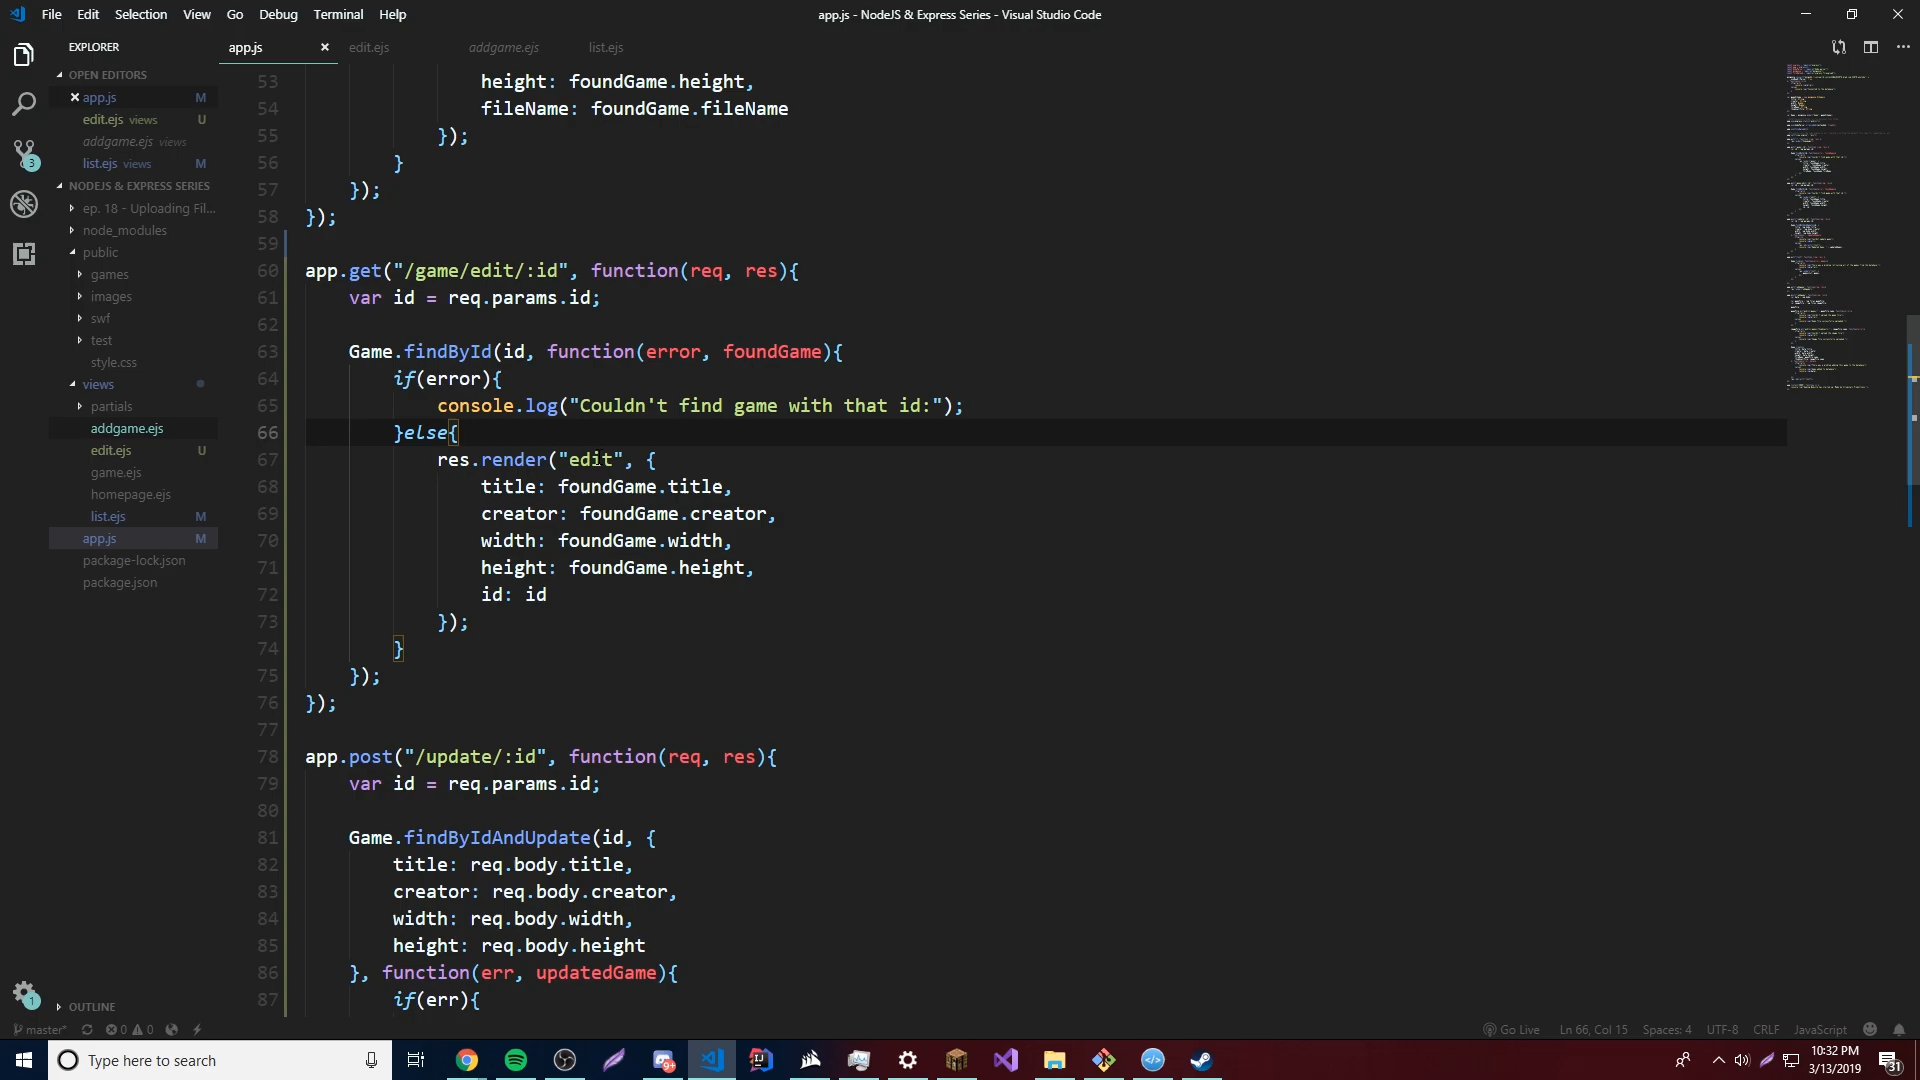 File Edit Selection View Go Debug Terminal Help
app.js - NodeJS & Express Series - Visual Studio Code
EXPLORER
app.js
edit.ejs
addgame.ejs
list.ejs
OPEN EDITORS
app.js M
edit.ejs views U
addgame.ejs views
list.ejs views M
NODEJS & EXPRESS SERIES
ep. 18 - Uploading Fil...
node_modules
public
games
images
swf
test
style.css
views
partials
addgame.ejs
edit.ejs U
game.ejs
homepage.ejs
list.ejs M
app.js M
package-lock.json
package.json
OUTLINE
3
1
53 height: foundGame.height,
54 fileName: foundGame.fileName
55 });
56 }
57 });
58 });
59
60 app.get("/game/edit/:id", function(req, res){
61 var id = req.params.id;
62
63 Game.findById(id, function(error, foundGame){
64 if(error){
65 console.log("Couldn't find game with that id:");
66 }else{
67 res.render("edit", {
68 title: foundGame.title,
69 creator: foundGame.creator,
70 width: foundGame.width,
71 height: foundGame.height,
72 id: id
73 });
74 }
75 });
76 });
77
78 app.post("/update/:id", function(req, res){
79 var id = req.params.id;
80
81 Game.findByIdAndUpdate(id, {
82 title: req.body.title,
83 creator: req.body.creator,
84 width: req.body.width,
85 height: req.body.height
86 }, function(err, updatedGame){
87 if(err){
master* 0 0
Go Live Ln 66, Col 15 Spaces: 4 UTF-8 CRLF JavaScript
Type here to search
10:32 PM
3/13/2019
31